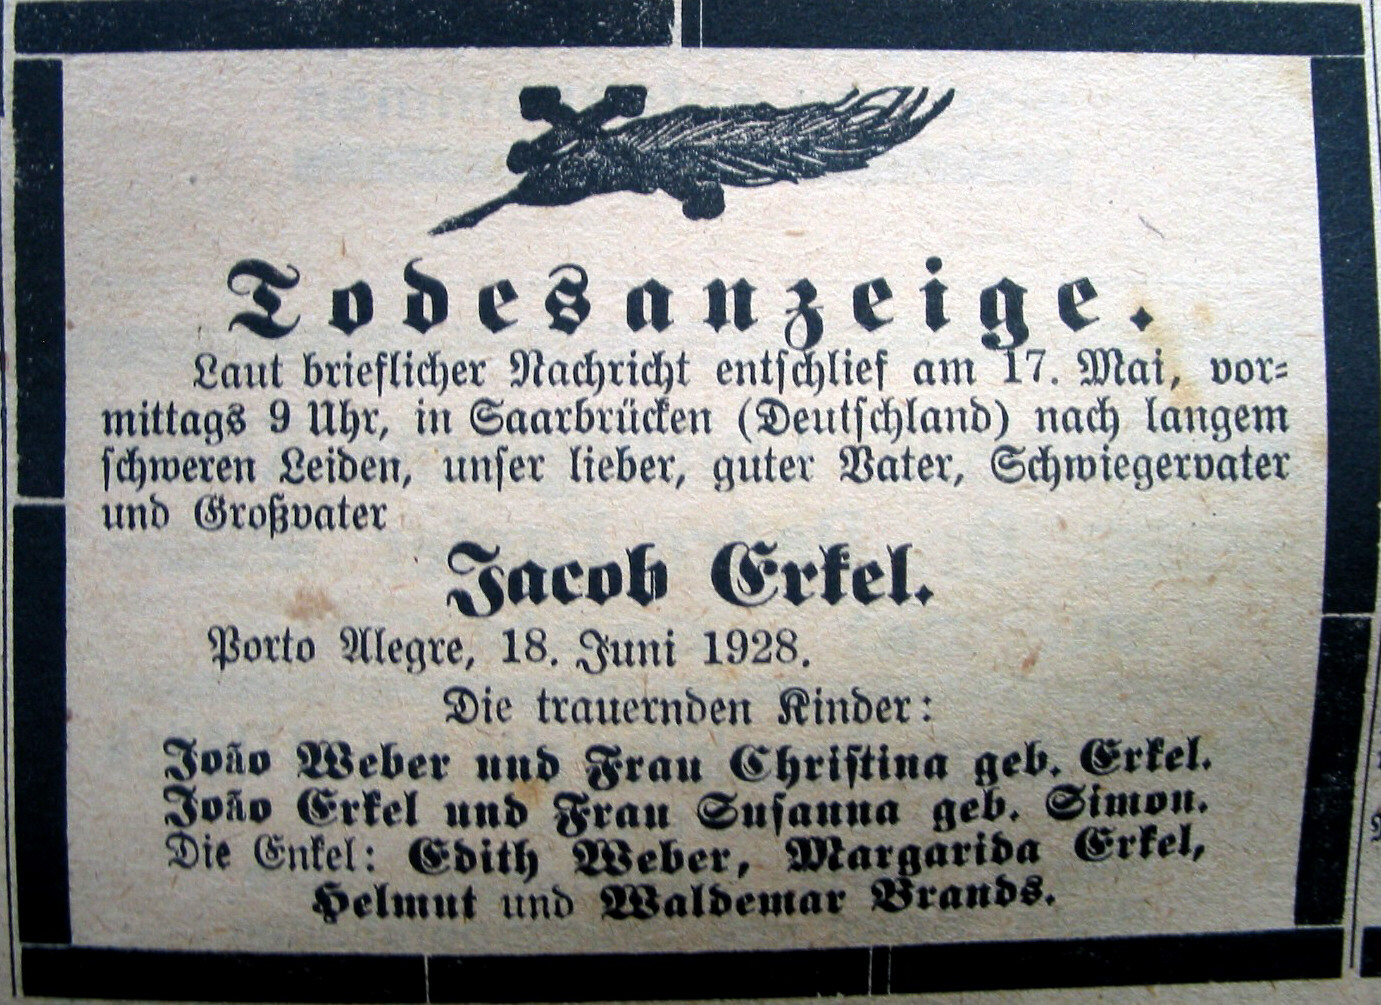 Todesanzeige.
Laut brieflicher Nachricht entschlief am 17. Mai, vor-
mittags 9 Uhr, in Saarbrücken (Deutschland) nach langem
schweren Leiden, unser lieber, guter Vater, Schwiegervater
und Großvater
Jacob Erkel.
Porto Alegre, 18. Juni 1928.
Die trauernden Kinder:
João Weber und Frau Christina geb. Erkel.
João Erkel und Frau Susanna geb. Simon.
Die Enkel: Edith Weber, Margarida Erkel,
Helmut und Waldemar Brands.